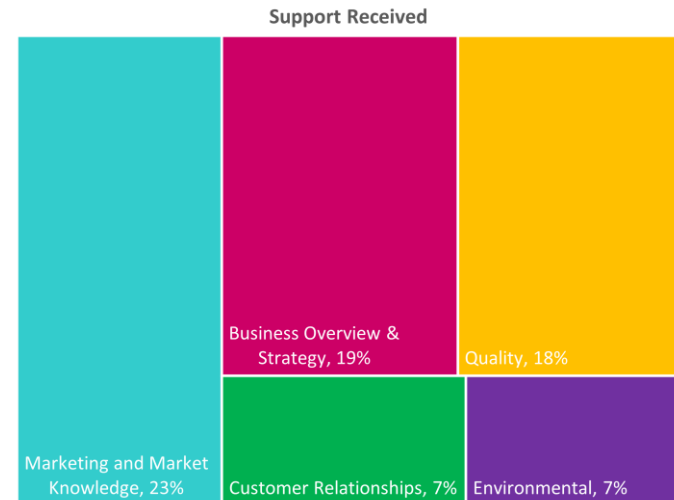 Support Received
Business Overview &
Strategy, 19%
Quality, 18%
Marketing and Market
Knowledge, 23%
Customer Relationships, 7%
Environmental, 7%